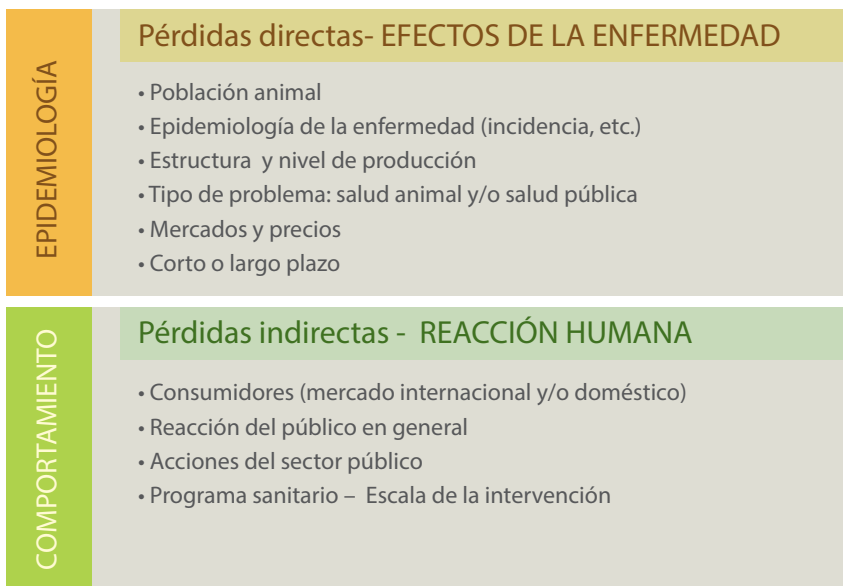 EPIDEMIOLOGÍA
Pérdidas directas- EFECTOS DE LA ENFERMEDAD
• Población animal
• Epidemiología de la enfermedad (incidencia, etc.)
• Estructura y nivel de producción
• Tipo de problema: salud animal y/o salud pública
• Mercados y precios
• Corto o largo plazo
COMPORTAMIENTO
Pérdidas indirectas - REACCIÓN HUMANA
• Consumidores (mercado internacional y/o doméstico)
• Reacción del público en general
• Acciones del sector público
• Programa sanitario – Escala de la intervención